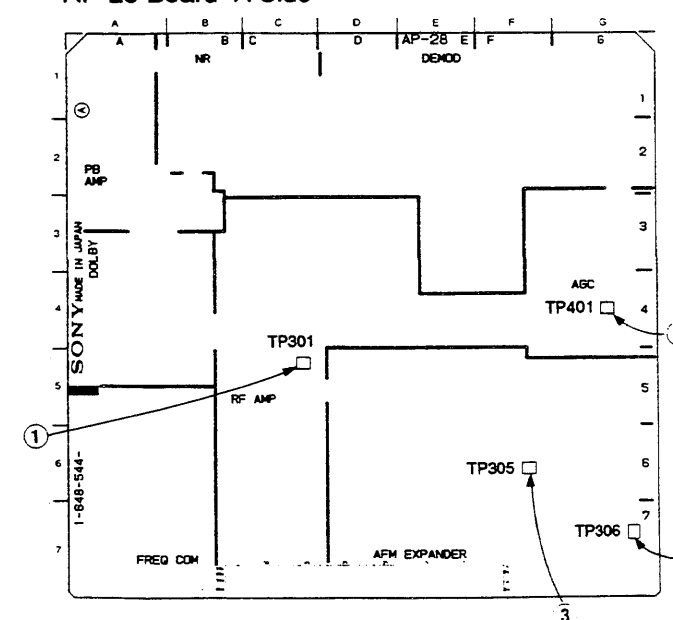 A B C D E F G
A B C D AP-28 E F G
NR DEMOD
1 1
A
2 2
PB
AMP
3 3
SONY MADE IN JAPAN
DOLBY
AGC
4 TP401 4
TP301
5 5
RF AMP
1
6 TP305 6
1-648-544-
7
TP306
7
FREQ COM AFM EXPANDER
3